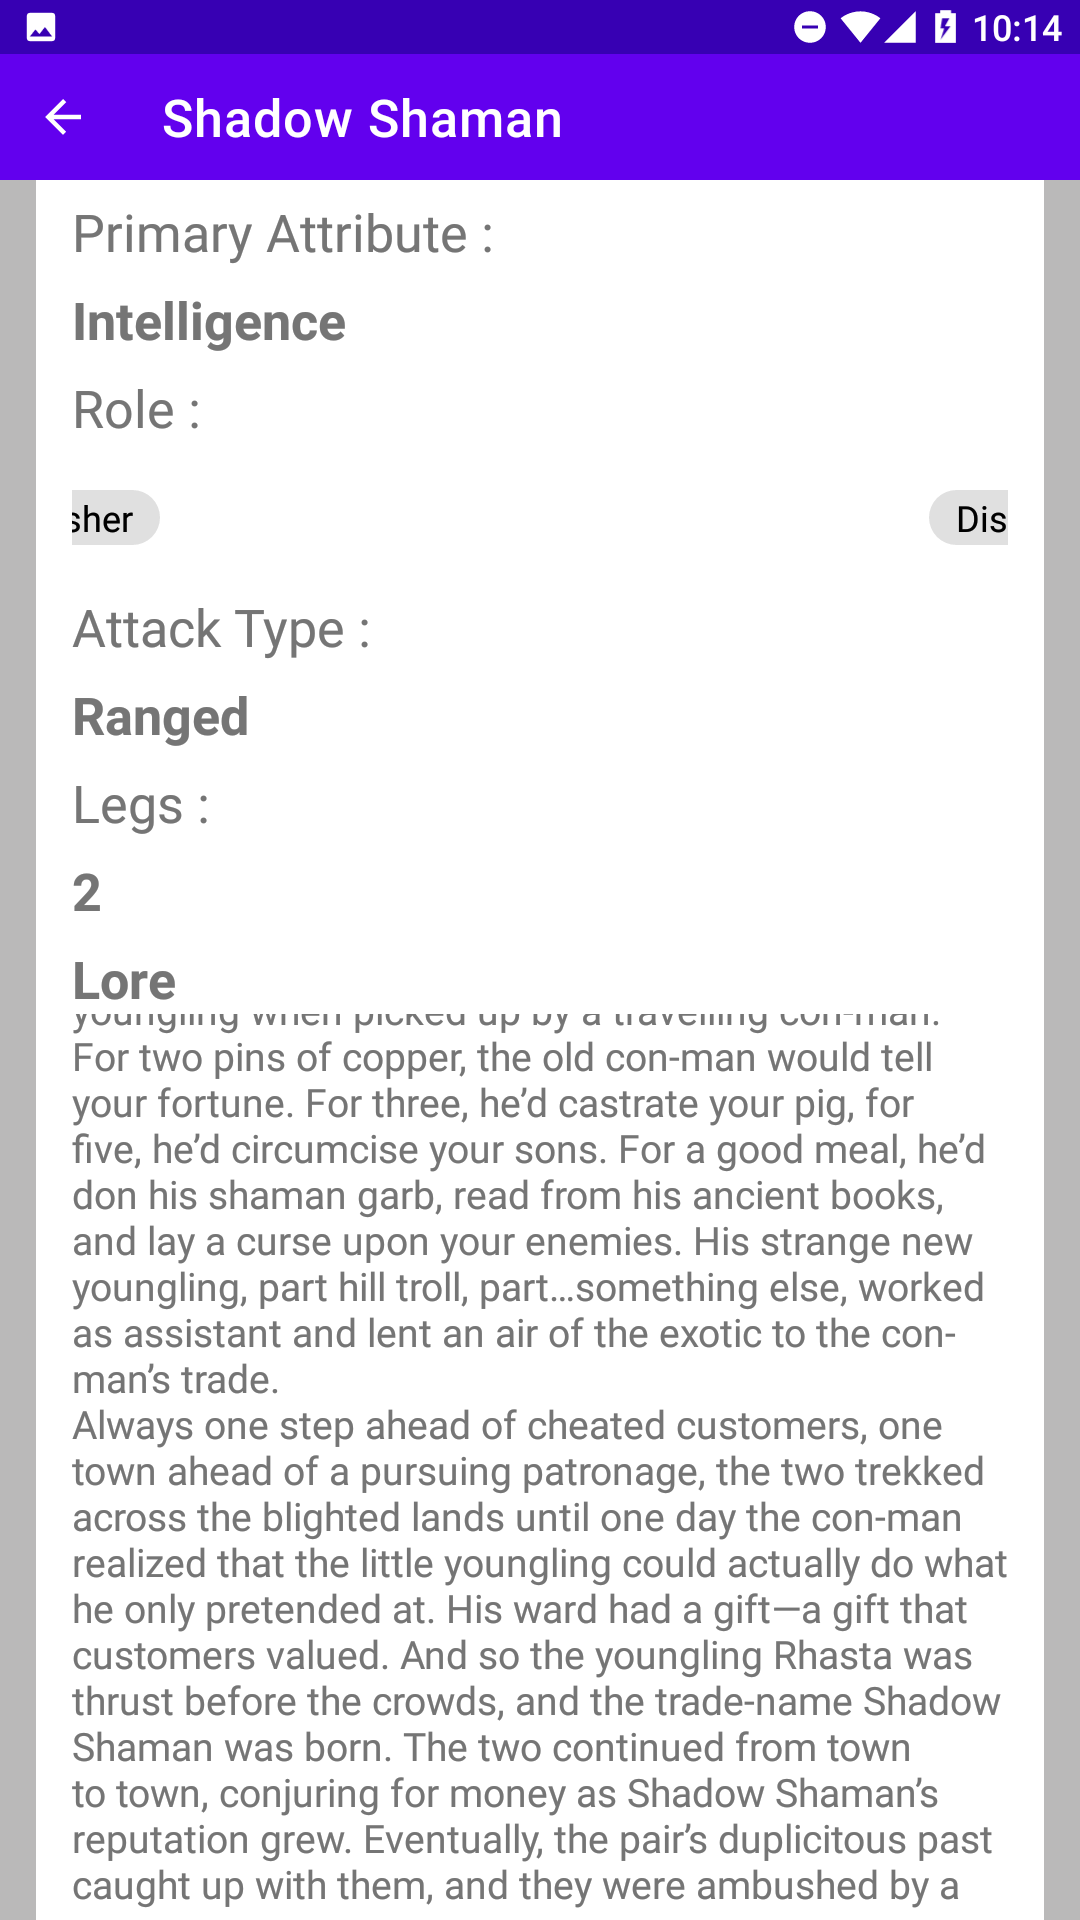 10:14
Shadow Shaman
Primary Attribute :
Intelligence
Role :
sher Dis
Attack Type :
Ranged
Legs :
2
Lore
youngling when picked up by a travelling con-man.
For two pins of copper, the old con-man would tell
your fortune. For three, he’d castrate your pig, for
five, he’d circumcise your sons. For a good meal, he’d
don his shaman garb, read from his ancient books,
and lay a curse upon your enemies. His strange new
youngling, part hill troll, part…something else, worked
as assistant and lent an air of the exotic to the con-
man’s trade.
Always one step ahead of cheated customers, one
town ahead of a pursuing patronage, the two trekked
across the blighted lands until one day the con-man
realized that the little youngling could actually do what
he only pretended at. His ward had a gift—a gift that
customers valued. And so the youngling Rhasta was
thrust before the crowds, and the trade-name Shadow
Shaman was born. The two continued from town
to town, conjuring for money as Shadow Shaman’s
reputation grew. Eventually, the pair’s duplicitous past
caught up with them, and they were ambushed by a